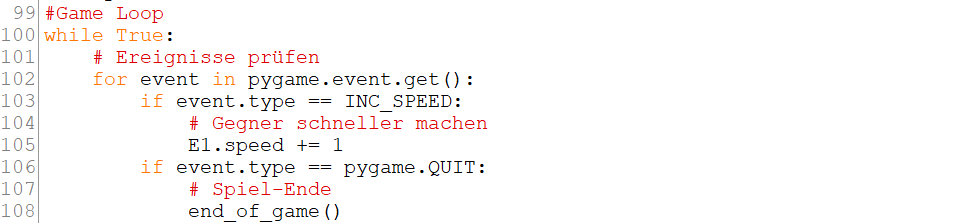 99 #Game Loop
100 while True:
101     # Ereignisse prüfen
102     for event in pygame.event.get():
103         if event.type == INC_SPEED:
104             # Gegner schneller machen
105             E1.speed += 1
106         if event.type == pygame.QUIT:
107             # Spiel-Ende
108             end_of_game()